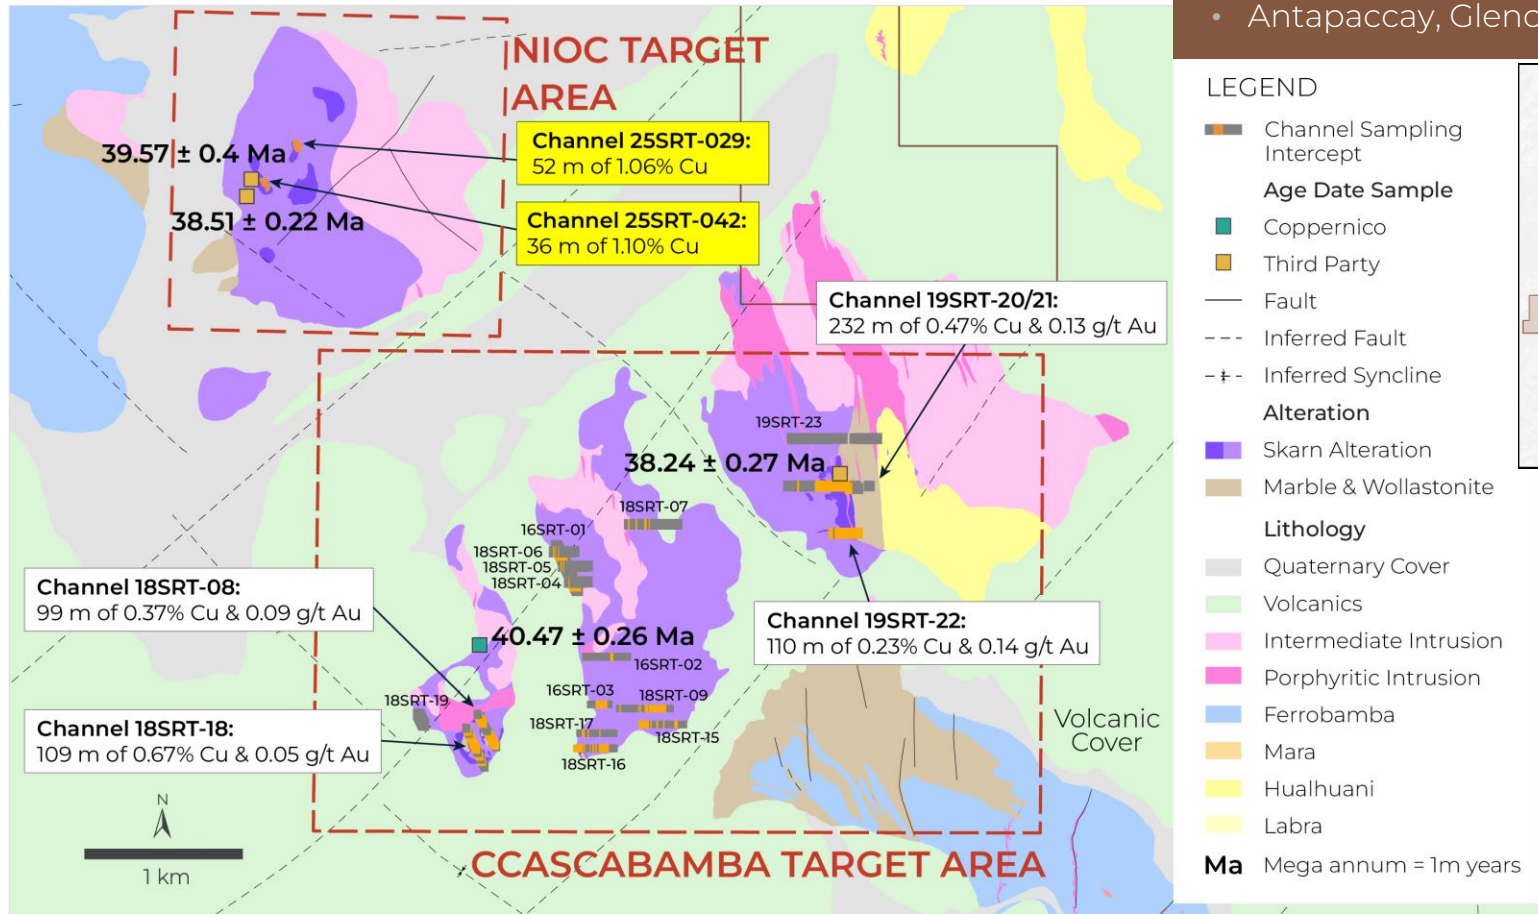 • Antapaccay, Glenc
NIOC TARGET
AREA
Channel 25SRT-029:
52 m of 1.06% Cu
39.57 ± 0.4 Ma
38.51 ± 0.22 Ma
Channel 25SRT-042:
36 m of 1.10% Cu
Channel 19SRT-20/21:
232 m of 0.47% Cu & 0.13 g/t Au
19SRT-23
38.24 ± 0.27 Ma
18SRT-07
16SRT-01
18SRT-06
18SRT-05
18SRT-04
Channel 18SRT-08:
99 m of 0.37% Cu & 0.09 g/t Au
40.47 ± 0.26 Ma
Channel 19SRT-22:
110 m of 0.23% Cu & 0.14 g/t Au
16SRT-02
16SRT-03
18SRT-09
18SRT-19
18SRT-17
18SRT-15
18SRT-16
Channel 18SRT-18:
109 m of 0.67% Cu & 0.05 g/t Au
Volcanic
Cover
N
1 km
CCASCABAMBA TARGET AREA
LEGEND
Channel Sampling
Intercept
Age Date Sample
Coppernico
Third Party
Fault
Inferred Fault
Inferred Syncline
Alteration
Skarn Alteration
Marble & Wollastonite
Lithology
Quaternary Cover
Volcanics
Intermediate Intrusion
Porphyritic Intrusion
Ferrobamba
Mara
Hualhuani
Labra
Ma Mega annum = 1m years